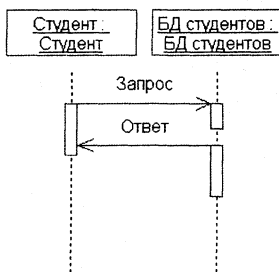 Студент :
Студент
БД студентов :
БД студентов
Запрос
Ответ